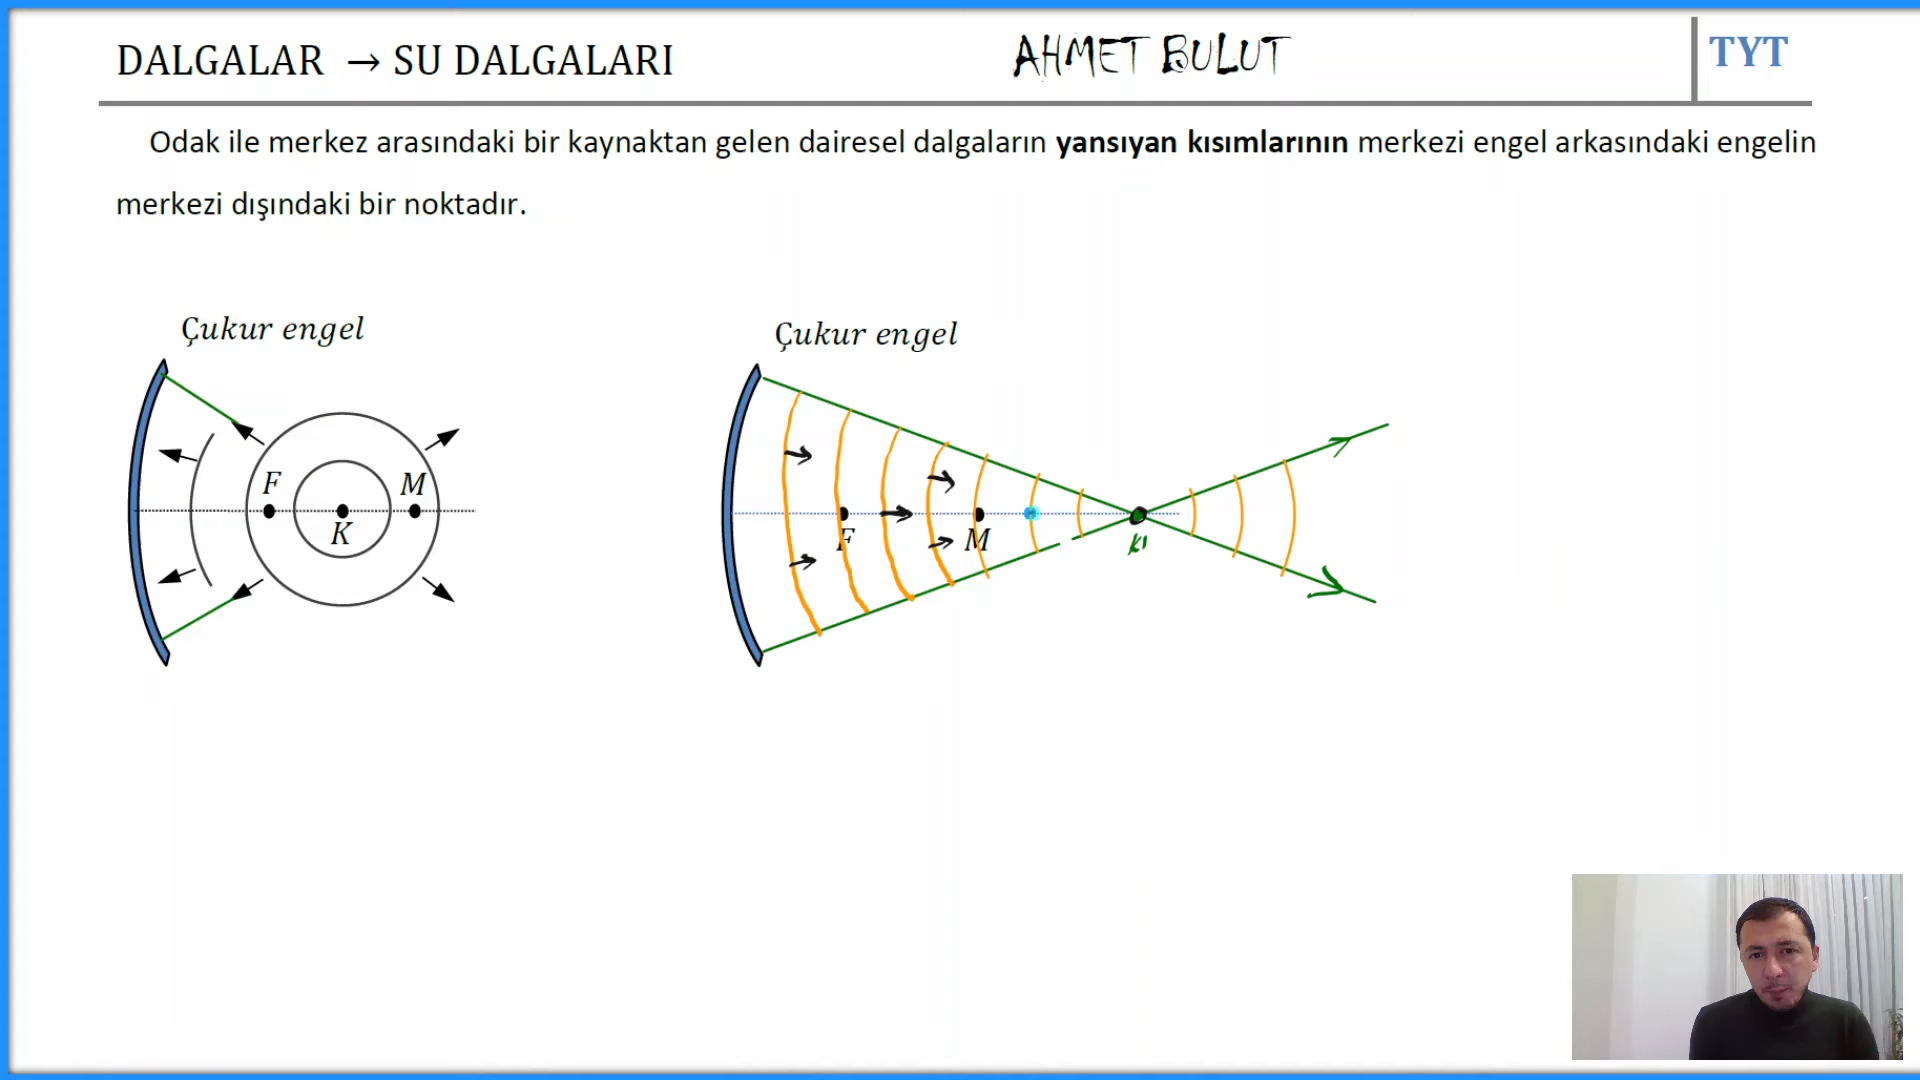 DALGALAR → SU DALGALARI
AHMET BULUT
TYT
Odak ile merkez arasındaki bir kaynaktan gelen dairesel dalgaların yansıyan kısımlarının merkezi engel arkasındaki engelin
merkezi dışındaki bir noktadır.
Çukur engel
F
M
K
Çukur engel
F
M
K'